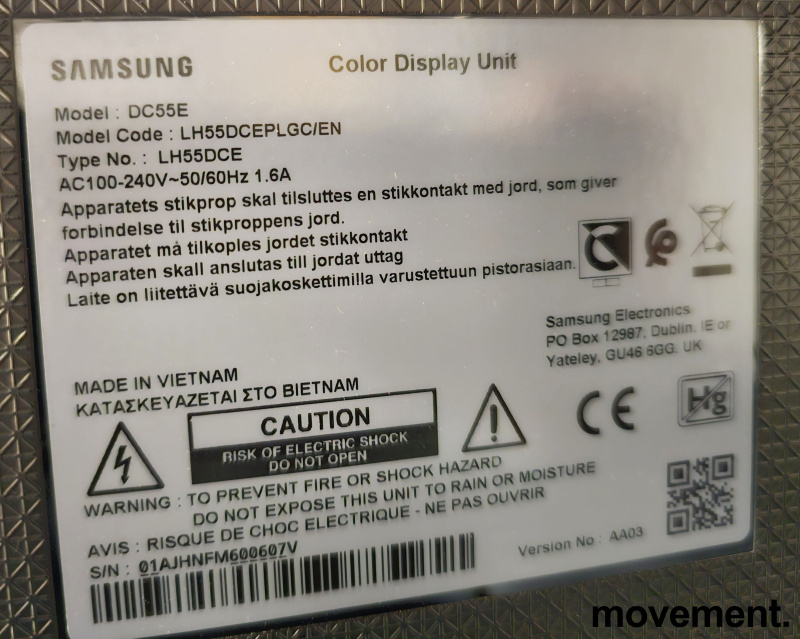 SAMSUNG
Color Display Unit
Model : DC55E
Model Code : LH55DCEPLGC/EN
Type No. : LH55DCE
AC100-240V~50/60Hz 1.6A
Apparatets stikprop skal tilsluttes en stikkontakt med jord, som giver
forbindelse til stikproppens jord.
Apparatet må tilkoples jordet stikkontakt
Apparaten skall anslutas till jordat uttag
Laite on liitettävä suojakoskettimilla varustettuun pistorasiaan.
Samsung Electronics
PO Box 12987, Dublin. IE or
Yateley, GU46 6GG. UK
MADE IN VIETNAM
ΚΑΤΑΣΚΕΥΑΖΕΤΑΙ ΣΤΟ ΒΙΕΤΝΑΜ
CAUTION
RISK OF ELECTRIC SHOCK
DO NOT OPEN
CE
Hg
WARNING : TO PREVENT FIRE OR SHOCK HAZARD
DO NOT EXPOSE THIS UNIT TO RAIN OR MOISTURE
AVIS : RISQUE DE CHOC ELECTRIQUE - NE PAS OUVRIR
S/N : 01AJHNFM600607V
Version No : AA03
movement.